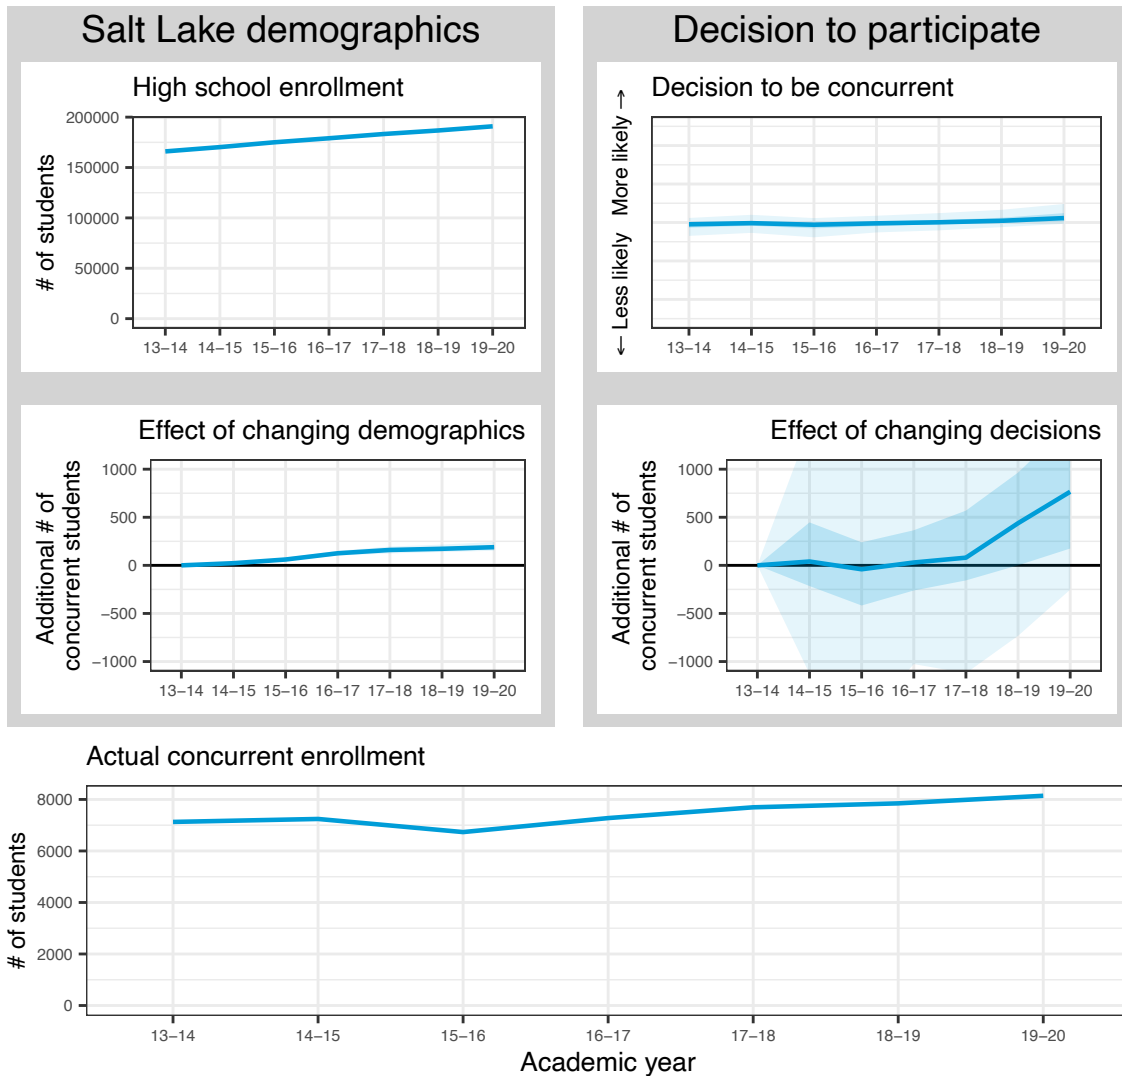 Salt Lake demographics
High school enrollment
# of students
200000
150000
100000
50000
0
13–14 14–15 15–16 16–17 17–18 18–19 19–20
Effect of changing demographics
Additional # of
concurrent students
1000
500
0
−500
−1000
13–14 14–15 15–16 16–17 17–18 18–19 19–20
Decision to participate
Decision to be concurrent
← Less likely More likely →
13–14 14–15 15–16 16–17 17–18 18–19 19–20
Effect of changing decisions
Additional # of
concurrent students
1000
500
0
−500
−1000
13–14 14–15 15–16 16–17 17–18 18–19 19–20
Actual concurrent enrollment
# of students
8000
6000
4000
2000
0
13–14 14–15 15–16 16–17 17–18 18–19 19–20
Academic year